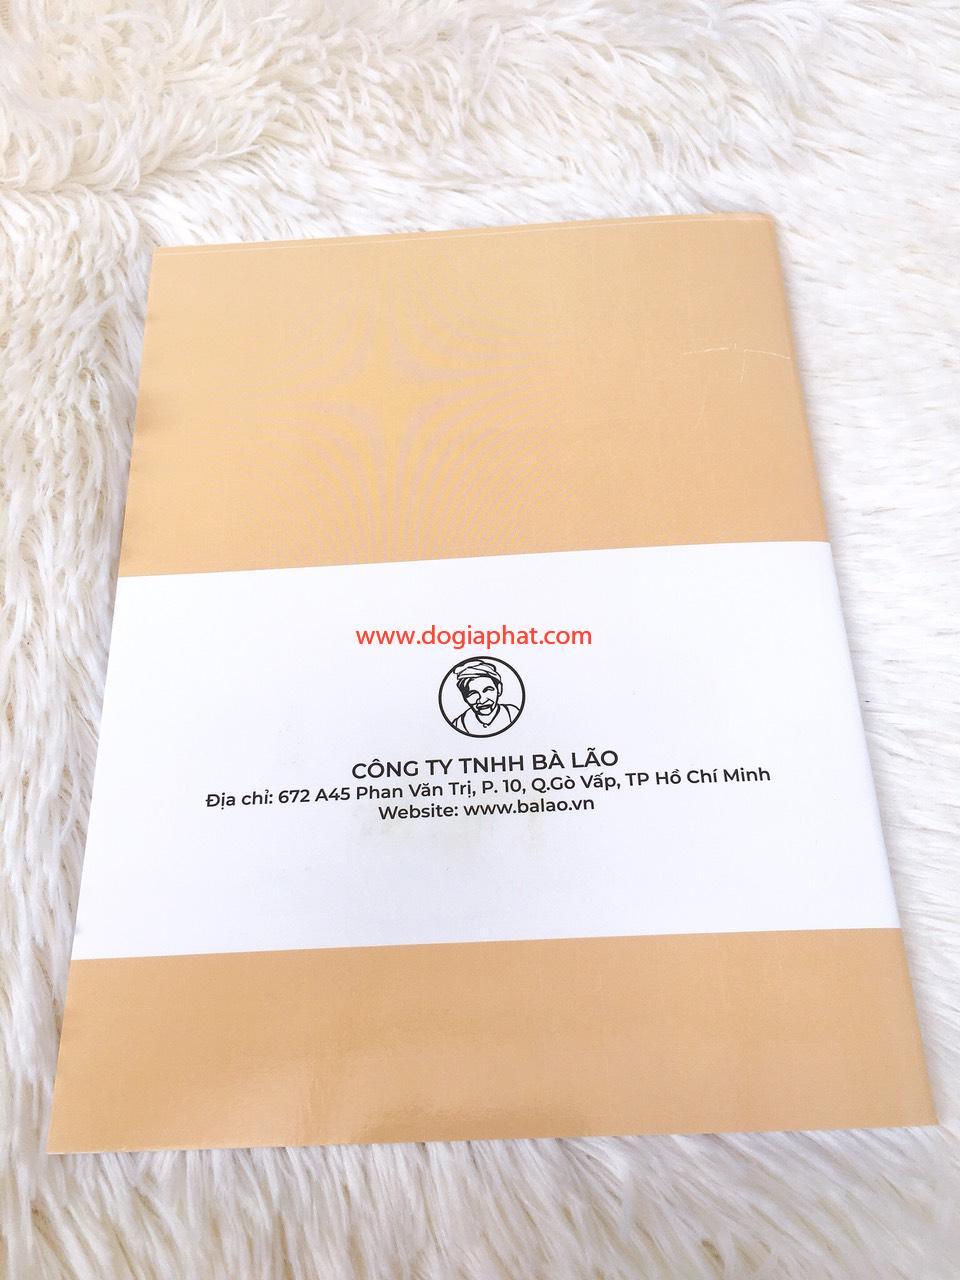 www.dogiaphat.com
CÔNG TY TNHH BÀ LÃO
Địa chỉ: 672 A45 Phan Văn Trị, P. 10, Q.Gò Vấp, TP Hồ Chí Minh
Website: www.balao.vn